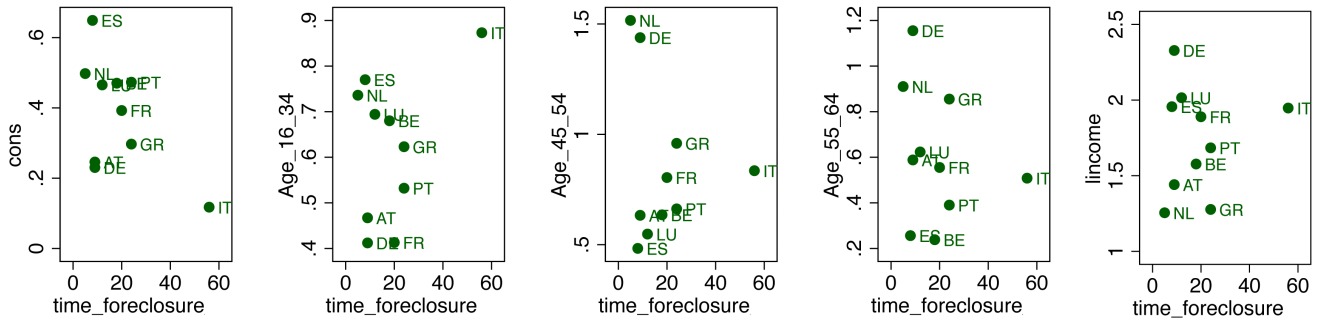 cons
0
.2
.4
.6
ES
NL
LU
BE
PT
FR
GR
AT
DE
IT
0 20 40 60
time_foreclosure
Age_16_34
.4
.5
.6
.7
.8
.9
IT
ES
NL
LU
BE
GR
PT
AT
DE
FR
0 20 40 60
time_foreclosure
Age_45_54
.5
1
1.5
NL
DE
GR
IT
FR
AT
BE
PT
LU
ES
0 20 40 60
time_foreclosure
Age_55_64
.2
.4
.6
.8
1
1.2
DE
NL
GR
LU
AT
FR
IT
PT
ES
BE
0 20 40 60
time_foreclosure
lincome
1
1.5
2
2.5
DE
LU
ES
IT
FR
PT
BE
AT
NL
GR
0 20 40 60
time_foreclosure